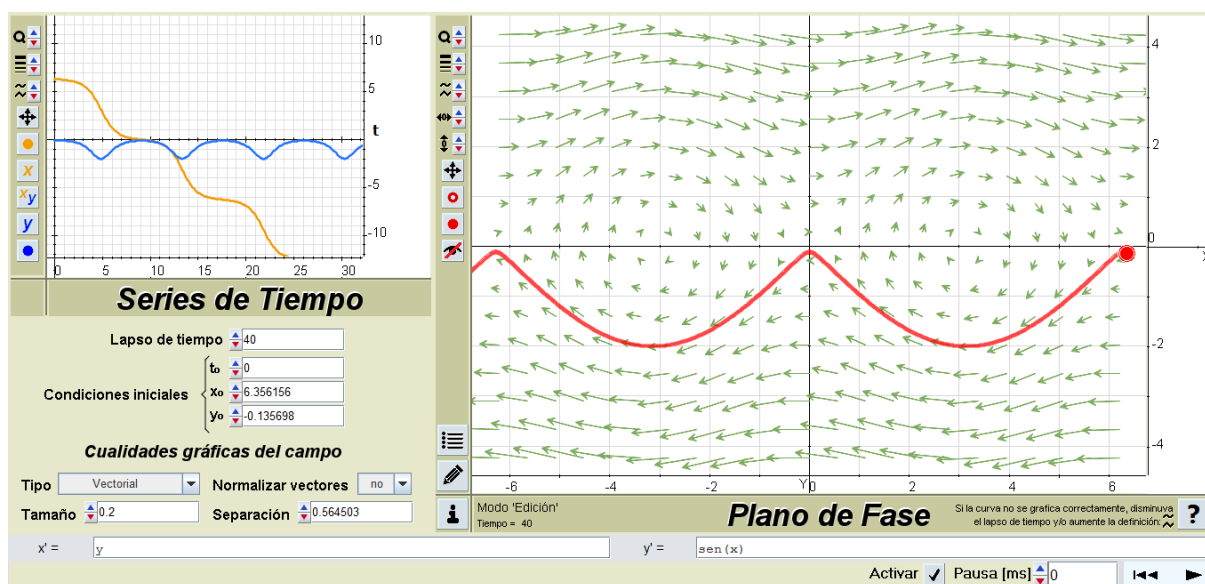 10
5
0
t
-5
-10
0 5 10 15 20 25 30
x
xy
y
Series de Tiempo
Lapso de tiempo 40
Condiciones iniciales
t₀ 0
x₀ 6.356156
y₀ -0.135698
Cualidades gráficas del campo
Tipo Vectorial Normalizar vectores no
Tamaño 0.2 Separación 0.564503
4
2
0
X
-2
-4
-6 -4 -2 Y 0 2 4 6
Modo 'Edición'
Tiempo = 40
Plano de Fase
Si la curva no se grafica correctamente, disminuya
el lapso de tiempo y/o aumente la definición:
?
x' = y y' = sen(x)
Activar Pausa [ms] 0